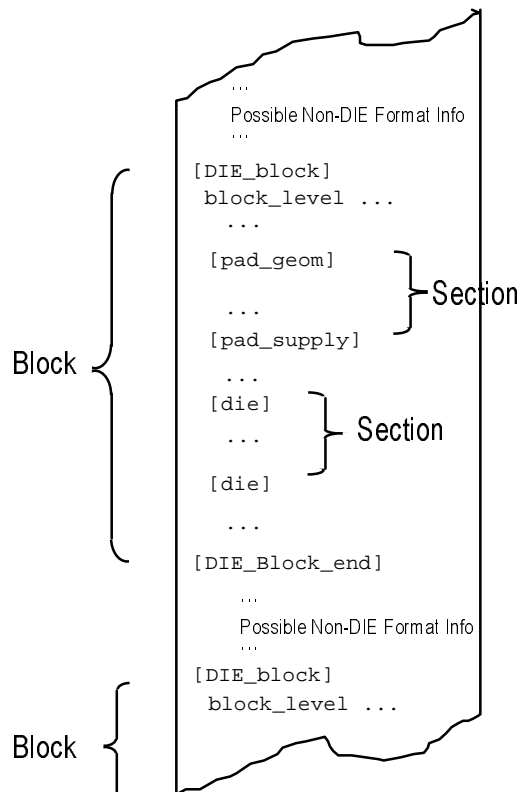 ...
Possible Non-DIE Format Info
...
[DIE_block]
block_level ...
...
[pad_geom]
Section
...
[pad_supply]
Block
...
[die]
...
Section
[die]
...
[DIE_Block_end]
...
Possible Non-DIE Format Info
...
[DIE_block]
block_level ...
Block